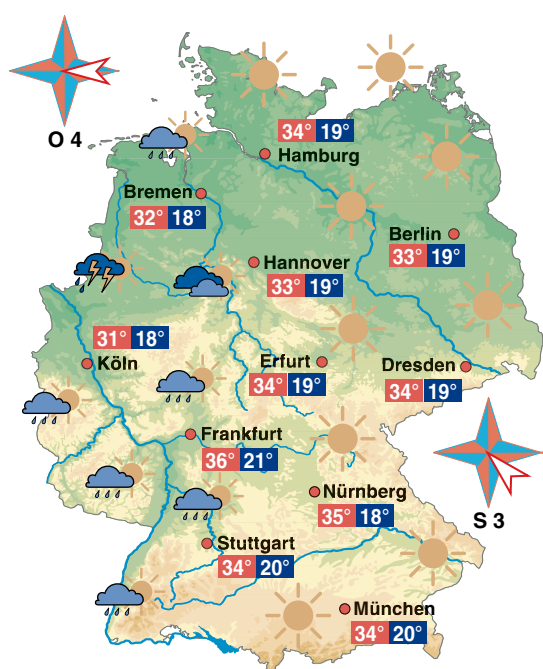 O 4
34° 19°
Hamburg
Bremen
32° 18°
Berlin
33° 19°
Hannover
33° 19°
31° 18°
Köln
Erfurt
34° 19°
Dresden
34° 19°
Frankfurt
36° 21°
Nürnberg
35° 18°
S 3
Stuttgart
34° 20°
München
34° 20°